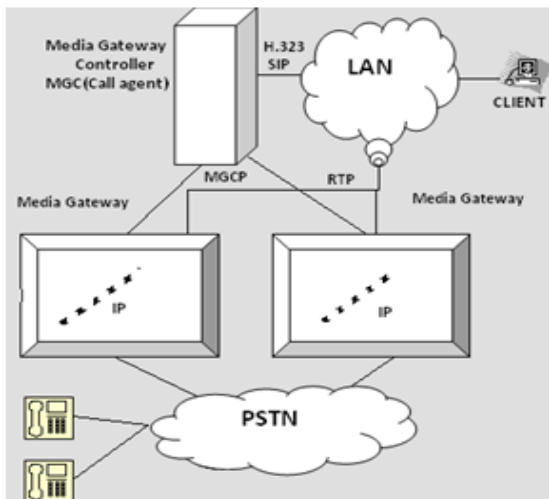 Media Gateway
Controller
MGC(Call agent)
H.323
SIP
LAN
CLIENT
MGCP
RTP
Media Gateway
Media Gateway
IP
IP
PSTN